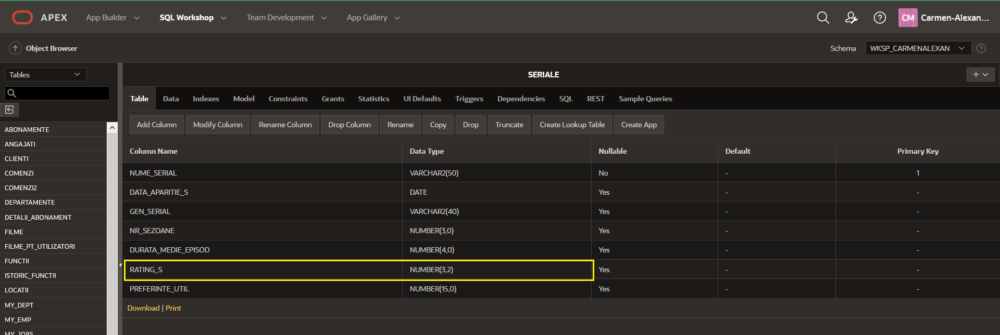 APEX App Builder SQL Workshop Team Development App Gallery CM Carmen-Alexan...
Object Browser Schema WKSP_CARMENALEXAN
Tables
SERIALE
Table Data Indexes Model Constraints Grants Statistics UI Defaults Triggers Dependencies SQL REST Sample Queries
Add Column Modify Column Rename Column Drop Column Rename Copy Drop Truncate Create Lookup Table Create App
ABONAMENTE
ANGAJATI
CLIENTI
COMENZI
COMENZI2
DEPARTAMENTE
DETALII_ABONAMENT
FILME
FILME_PT_UTILIZATORI
FUNCTII
ISTORIC_FUNCTII
LOCATII
MY_DEPT
MY_EMP
MY_JOBS
Column Name Data Type Nullable Default Primary Key
NUME_SERIAL VARCHAR2(50) No - 1
DATA_APARITIE_S DATE Yes - -
GEN_SERIAL VARCHAR2(40) Yes - -
NR_SEZOANE NUMBER(3,0) Yes - -
DURATA_MEDIE_EPISOD NUMBER(4,0) Yes - -
RATING_S NUMBER(3,2) Yes - -
PREFERINTE_UTIL NUMBER(15,0) Yes - -
Download | Print